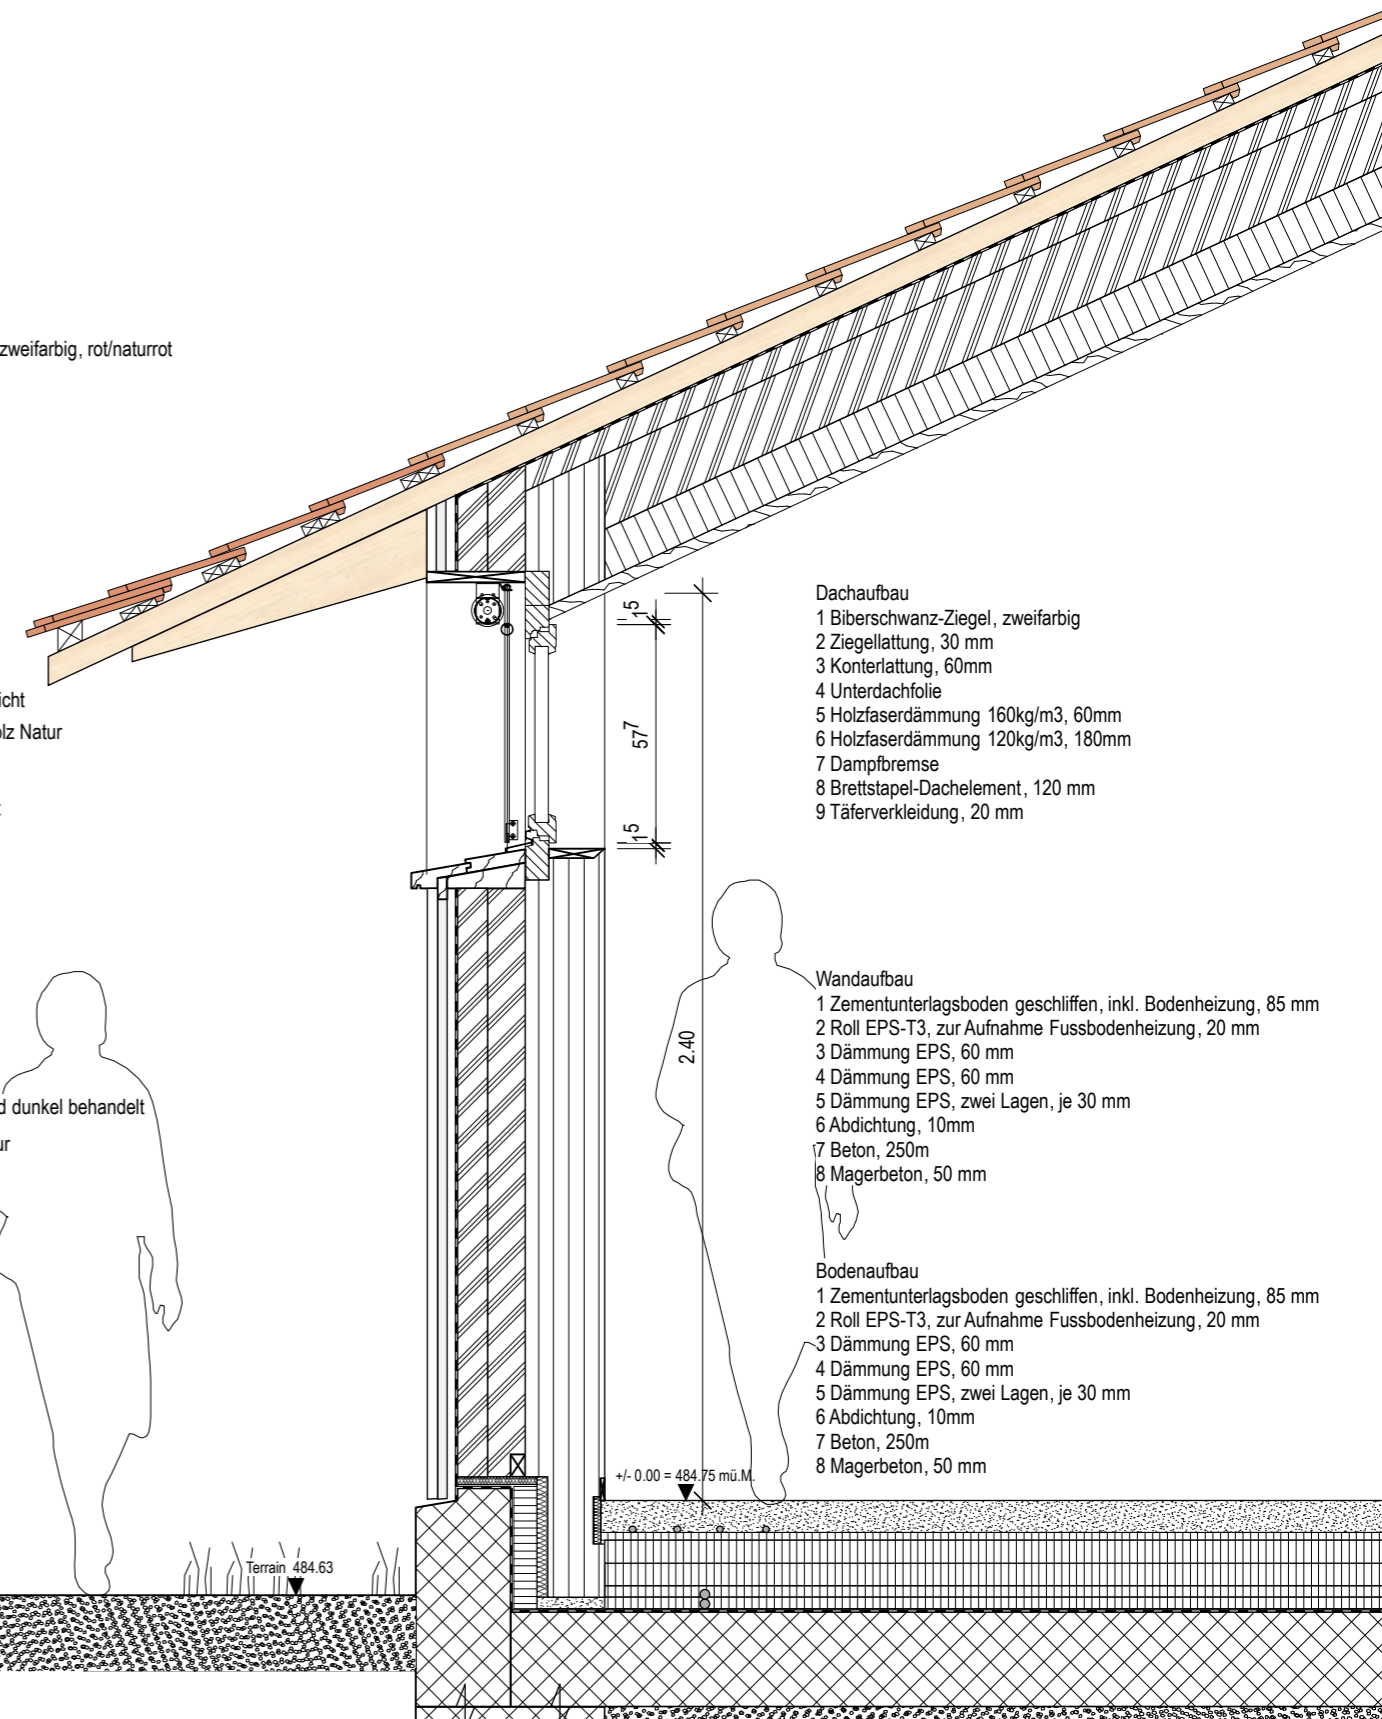 zweifarbig, rot/naturrot
icht
lz Natur
d dunkel behandelt
ur
1⁵
57⁷
1⁵
2.40
Dachaufbau
1 Biberschwanz-Ziegel, zweifarbig
2 Ziegellattung, 30 mm
3 Konterlattung, 60mm
4 Unterdachfolie
5 Holzfaserdämmung 160kg/m3, 60mm
6 Holzfaserdämmung 120kg/m3, 180mm
7 Dampfbremse
8 Brettstapel-Dachelement, 120 mm
9 Täferverkleidung, 20 mm
Wandaufbau
1 Zementunterlagsboden geschliffen, inkl. Bodenheizung, 85 mm
2 Roll EPS-T3, zur Aufnahme Fussbodenheizung, 20 mm
3 Dämmung EPS, 60 mm
4 Dämmung EPS, 60 mm
5 Dämmung EPS, zwei Lagen, je 30 mm
6 Abdichtung, 10mm
7 Beton, 250m
8 Magerbeton, 50 mm
Bodenaufbau
1 Zementunterlagsboden geschliffen, inkl. Bodenheizung, 85 mm
2 Roll EPS-T3, zur Aufnahme Fussbodenheizung, 20 mm
3 Dämmung EPS, 60 mm
4 Dämmung EPS, 60 mm
5 Dämmung EPS, zwei Lagen, je 30 mm
6 Abdichtung, 10mm
7 Beton, 250m
8 Magerbeton, 50 mm
+/- 0.00 = 484.75 mü.M.
Terrain 484.63